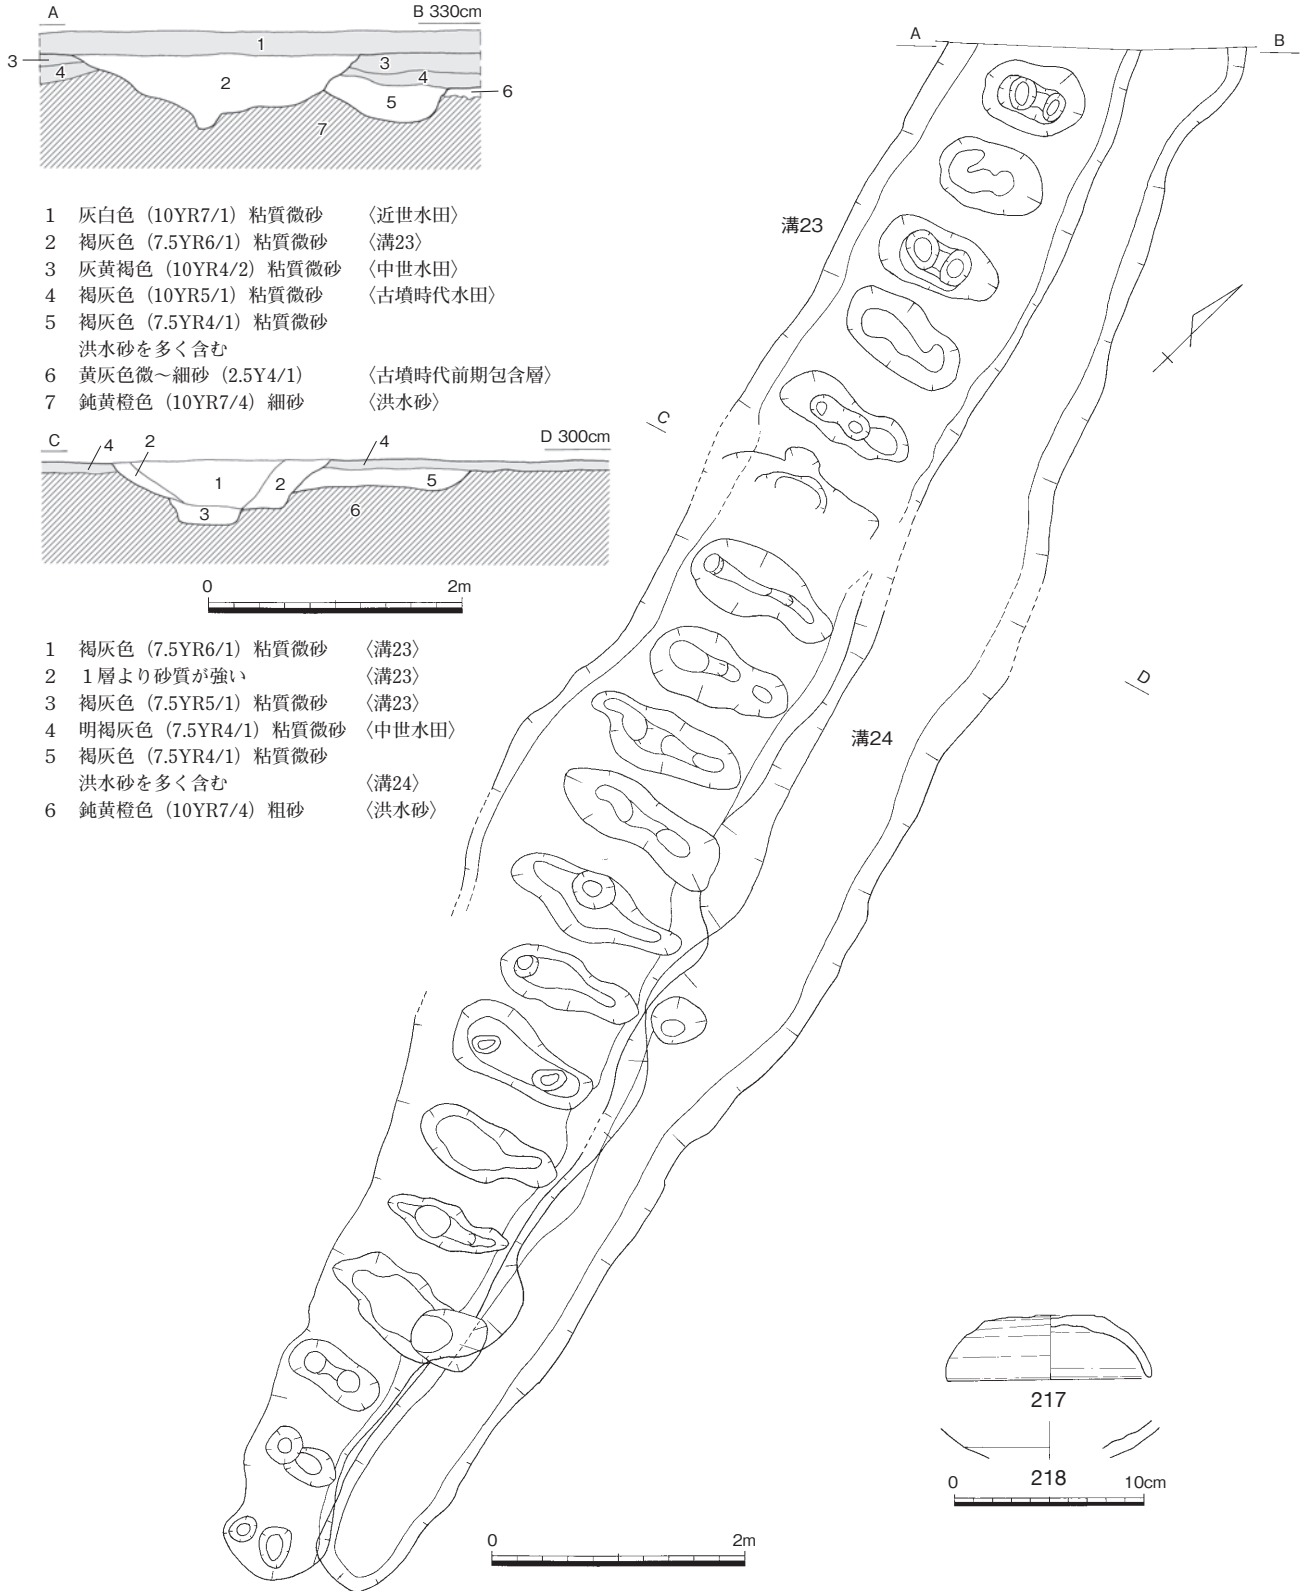 A
B 330cm
1
3
4
2
3
4
5
6
7
1 灰白色（10YR7/1）粘質微砂 〈近世水田〉
2 褐灰色（7.5YR6/1）粘質微砂 〈溝23〉
3 灰黄褐色（10YR4/2）粘質微砂 〈中世水田〉
4 褐灰色（10YR5/1）粘質微砂 〈古墳時代水田〉
5 褐灰色（7.5YR4/1）粘質微砂
洪水砂を多く含む
6 黄灰色微～細砂（2.5Y4/1） 〈古墳時代前期包含層〉
7 鈍黄橙色（10YR7/4）細砂 〈洪水砂〉
C
4
2
4
D 300cm
1
2
5
3
6
0 2m
1 褐灰色（7.5YR6/1）粘質微砂 〈溝23〉
2 １層より砂質が強い 〈溝23〉
3 褐灰色（7.5YR5/1）粘質微砂 〈溝23〉
4 明褐灰色（7.5YR4/1）粘質微砂 〈中世水田〉
5 褐灰色（7.5YR4/1）粘質微砂
洪水砂を多く含む 〈溝24〉
6 鈍黄橙色（10YR7/4）粗砂 〈洪水砂〉
A
B
溝23
C
D
溝24
217
218
0 10cm
0 2m